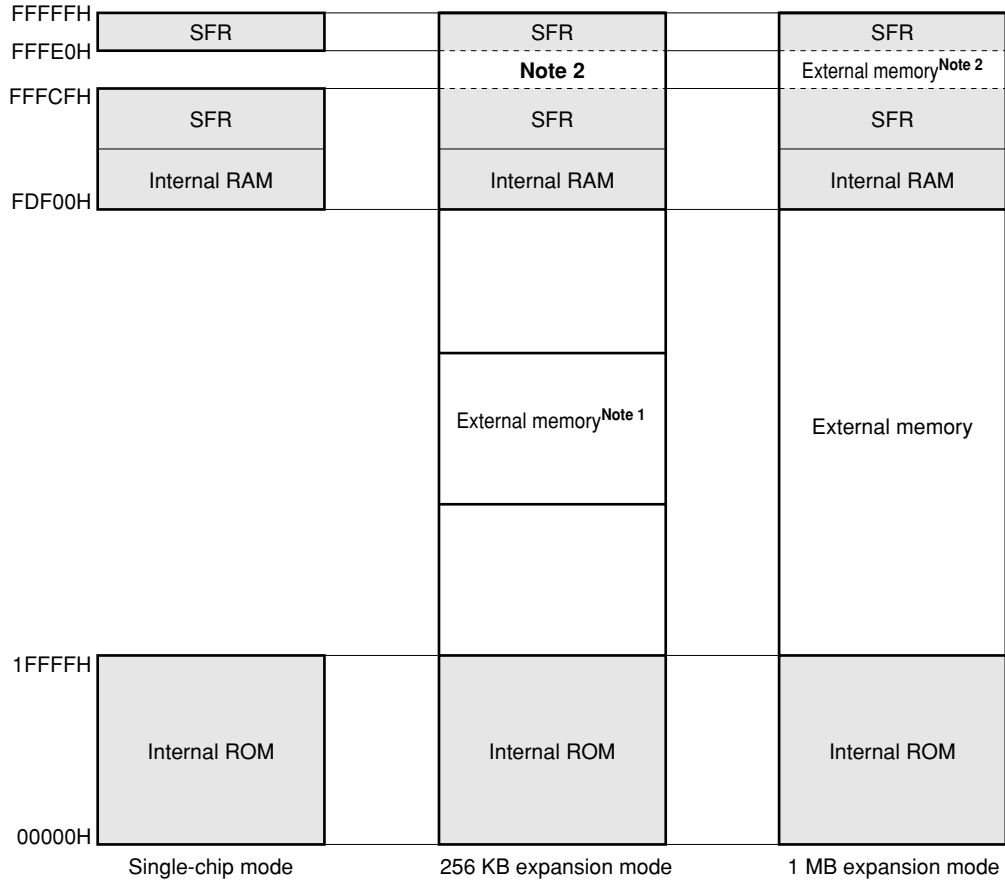 FFFFFH
SFR SFR SFR
FFFE0H
Note 2 External memoryNote 2
FFFCFH
SFR SFR SFR
Internal RAM Internal RAM Internal RAM
FDF00H
External memoryNote 1 External memory
1FFFFH
Internal ROM Internal ROM Internal ROM
00000H
Single-chip mode 256 KB expansion mode 1 MB expansion mode